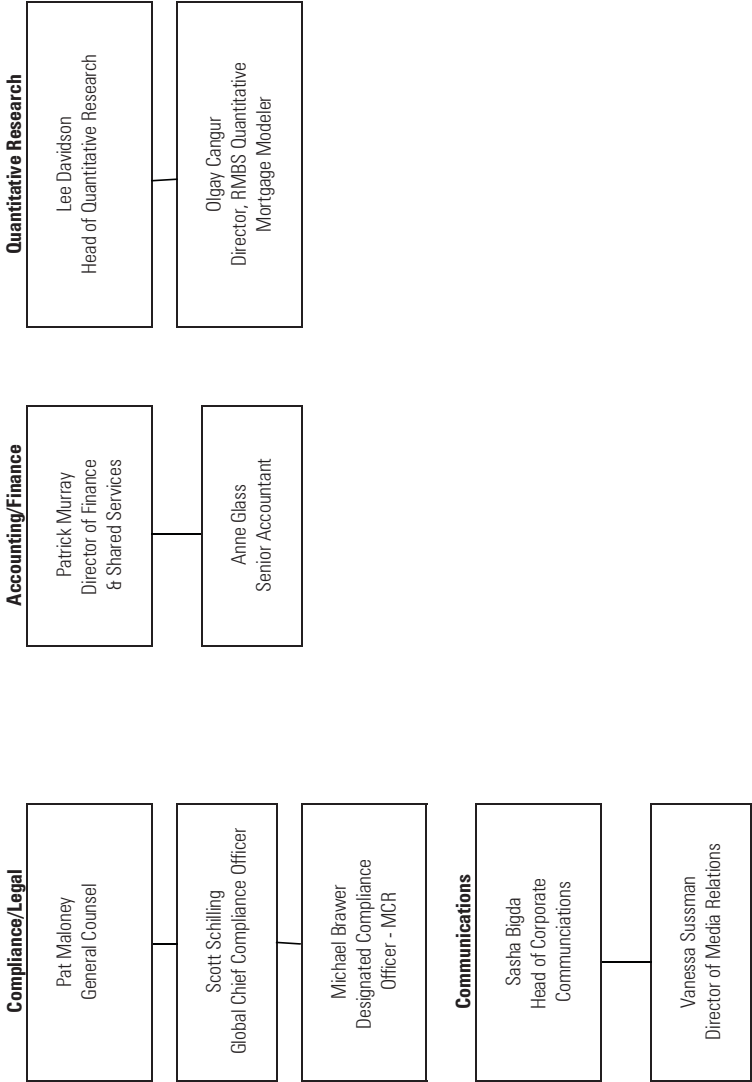 Compliance/Legal
Pat Maloney
General Counsel
Scott Schilling
Global Chief Compliance Officer
Michael Brawer
Designated Compliance
Officer - MCR
Communications
Sasha Bigda
Head of Corporate
Communciations
Vanessa Sussman
Director of Media Relations
Accounting/Finance
Patrick Murray
Director of Finance
& Shared Services
Anne Glass
Senior Accountant
Quantitative Research
Lee Davidson
Head of Quantitative Research
Olgay Cangur
Director, RMBS Quantitative
Mortgage Modeler